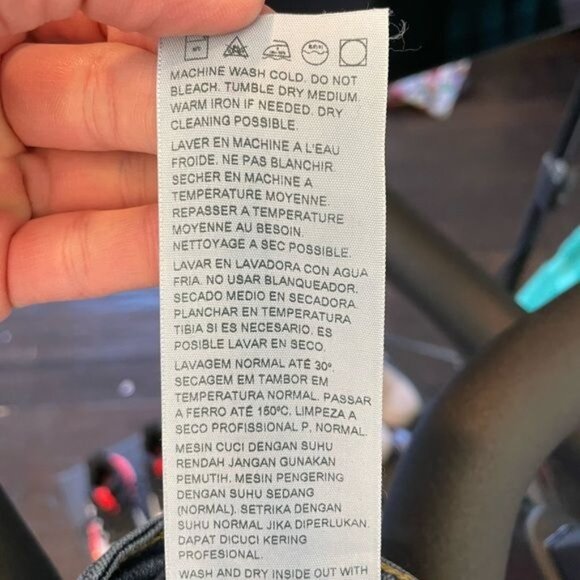 MACHINE WASH COLD. DO NOT
BLEACH. TUMBLE DRY MEDIUM.
WARM IRON IF NEEDED. DRY
CLEANING POSSIBLE.
LAVER EN MACHINE A L'EAU
FROIDE. NE PAS BLANCHIR.
SECHER EN MACHINE A
TEMPÉRATURE MOYENNE.
REPASSER A TEMPERATURE
MOYENNE AU BESOIN.
NETTOYAGE A SEC POSSIBLE.
LAVAR EN LAVADORA CON AGUA
FRIA. NO USAR BLANQUEADOR.
SECADO MEDIO EN SECADORA.
PLANCHAR EN TEMPERATURA
TIBIA SI ES NECESARIO. ES
POSIBLE LAVAR EN SECO.
LAVAGEM NORMAL ATÉ 30º.
SECAGEM EM TAMBOR EM
TEMPERATURA NORMAL. PASSAR
A FERRO ATÉ 150ºC. LIMPEZA A
SECO PROFISSIONAL P, NORMAL.
MESIN CUCI DENGAN SUHU
RENDAH JANGAN GUNAKAN
PEMUTIH. MESIN PENGERING
DENGAN SUHU SEDANG
(NORMAL). SETRIKA DENGAN
SUHU NORMAL JIKA DIPERLUKAN.
DAPAT DICUCI KERING
PROFESIONAL.
WASH AND DRY INSIDE OUT WITH